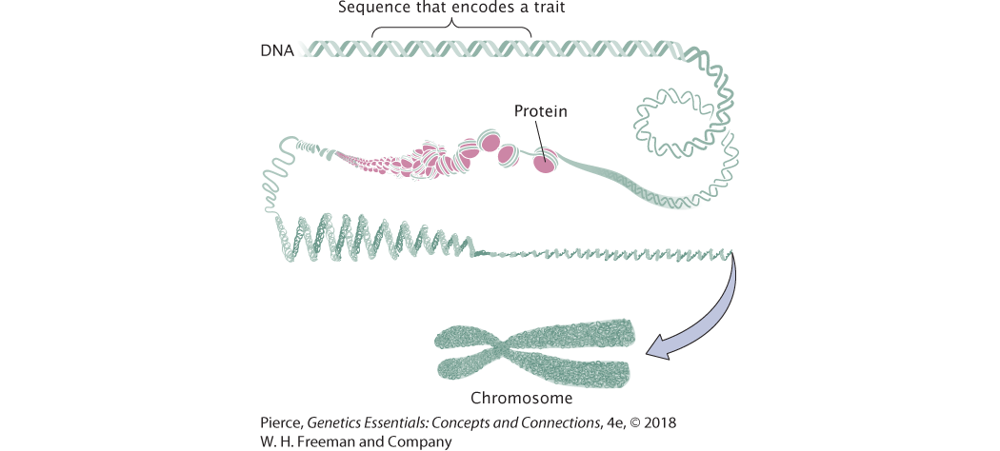 Sequence that encodes a trait
DNA
Protein
Chromosome
Pierce, Genetics Essentials: Concepts and Connections, 4e, © 2018
W. H. Freeman and Company